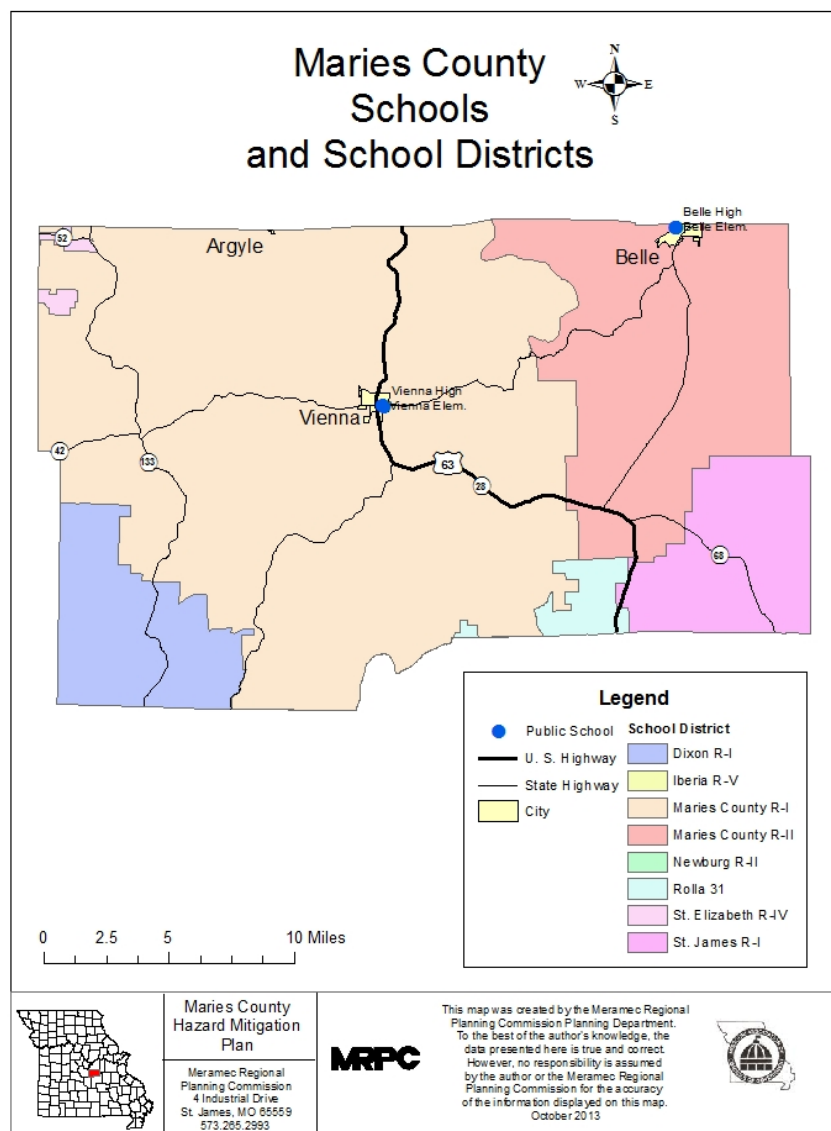 Maries County
Schools
and School Districts
N
W
E
S
Belle High
Belle Elem.
52
Argyle
Belle
Vienna High
Vienna Elem.
Vienna
42
133
63
28
68
Legend
Public School
U. S. Highway
State Highway
City
School District
Dixon R-I
Iberia R-V
Maries County R-I
Maries County R-II
Newburg R-II
Rolla 31
St. Elizabeth R-IV
St. James R-I
0 2.5 5 10 Miles
Maries County
Hazard Mitigation
Plan
Meramec Regional
Planning Commission
4 Industrial Drive
St. James, MO 65559
573.265.2993
MRPC
This map was created by the Meramec Regional
Planning Commission Planning Department.
To the best of the author's knowledge, the
data presented here is true and correct.
However, no responsibility is assumed
by the author or the Meramec Regional
Planning Commission for the accuracy
of the information displayed on this map.
October 2013